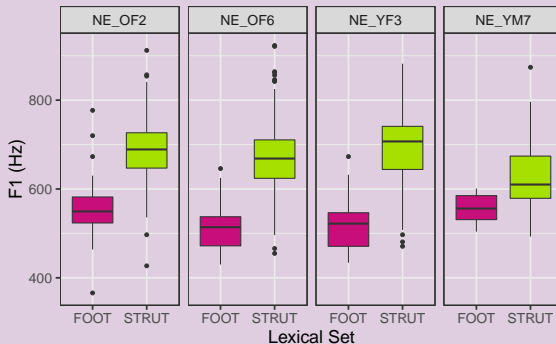 NE_OF2 NE_OF6 NE_YF3 NE_YM7
F1 (Hz)
800
600
400
FOOT STRUT FOOT STRUT FOOT STRUT FOOT STRUT
Lexical Set